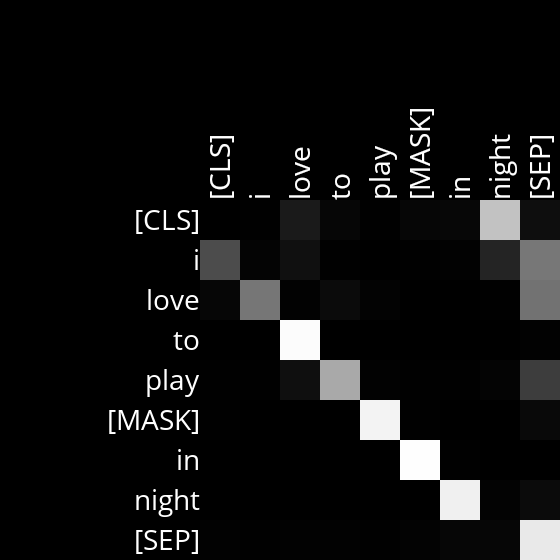 [CLS]
i
love
to
play
[MASK]
in
night
[SEP]
[CLS]
i
love
to
play
[MASK]
in
night
[SEP]